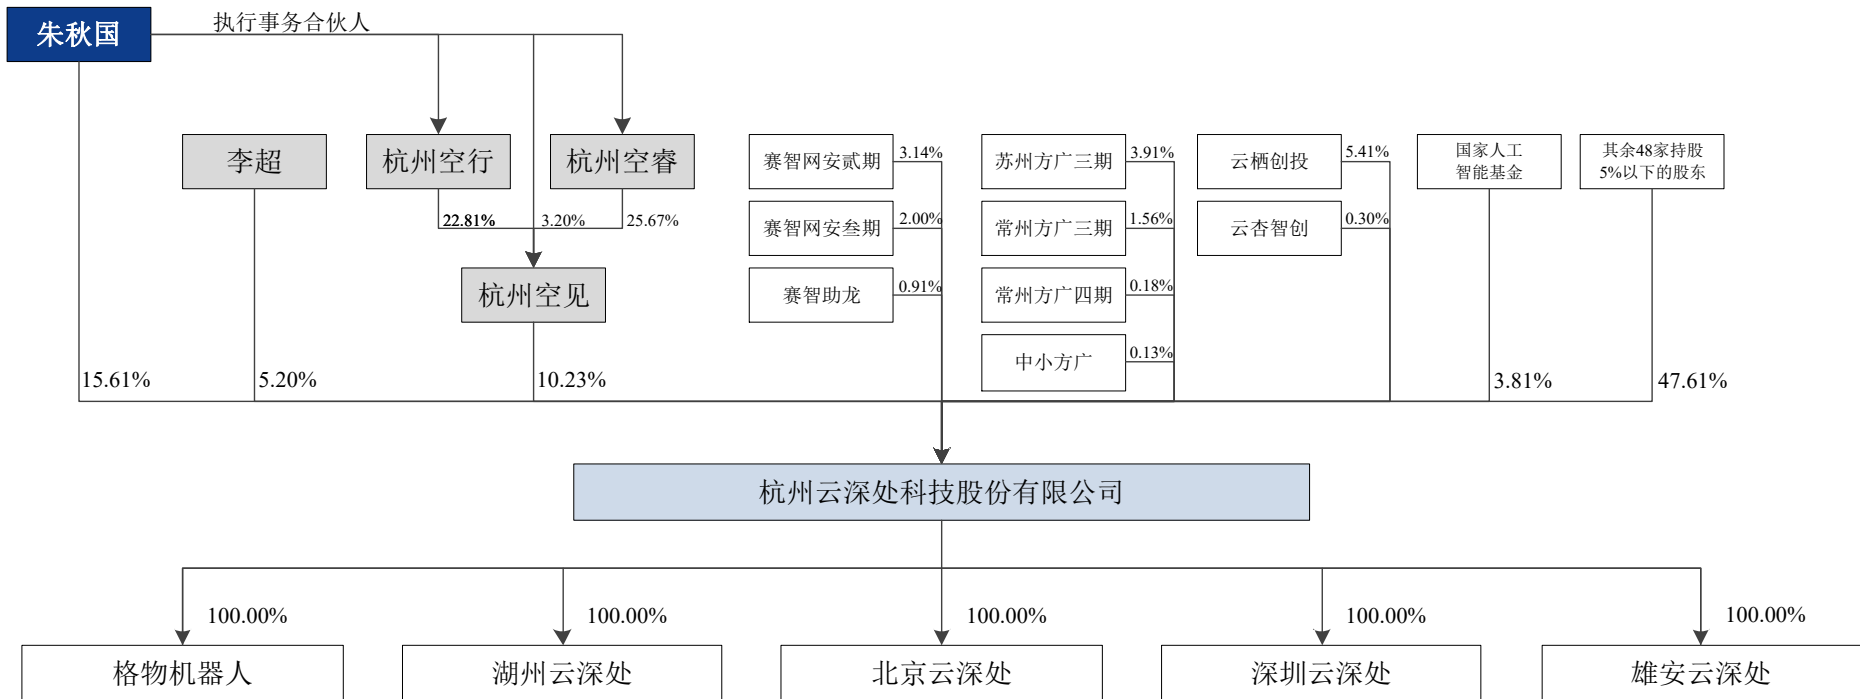 朱秋国
执行事务合伙人
李超
杭州空行
杭州空睿
22.81%
3.20%
25.67%
杭州空见
赛智网安贰期
3.14%
赛智网安叁期
2.00%
赛智助龙
0.91%
苏州方广三期
3.91%
常州方广三期
1.56%
常州方广四期
0.18%
中小方广
0.13%
云栖创投
5.41%
云杏智创
0.30%
国家人工
智能基金
其余48家持股
5%以下的股东
15.61%
5.20%
10.23%
3.81%
47.61%
杭州云深处科技股份有限公司
100.00%
100.00%
100.00%
100.00%
100.00%
格物机器人
湖州云深处
北京云深处
深圳云深处
雄安云深处